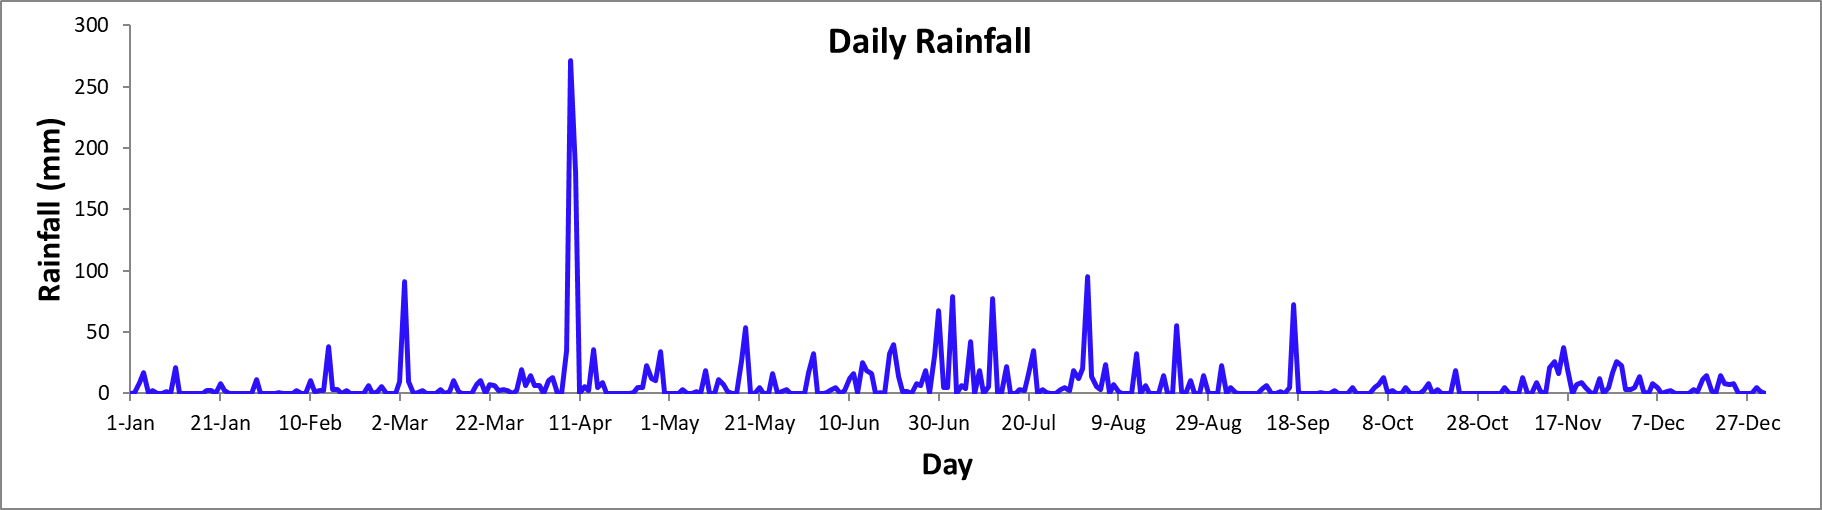 Daily Rainfall
Rainfall (mm)
300
250
200
150
100
50
0
1-Jan 21-Jan 10-Feb 2-Mar 22-Mar 11-Apr 1-May 21-May 10-Jun 30-Jun 20-Jul 9-Aug 29-Aug 18-Sep 8-Oct 28-Oct 17-Nov 7-Dec 27-Dec
Day